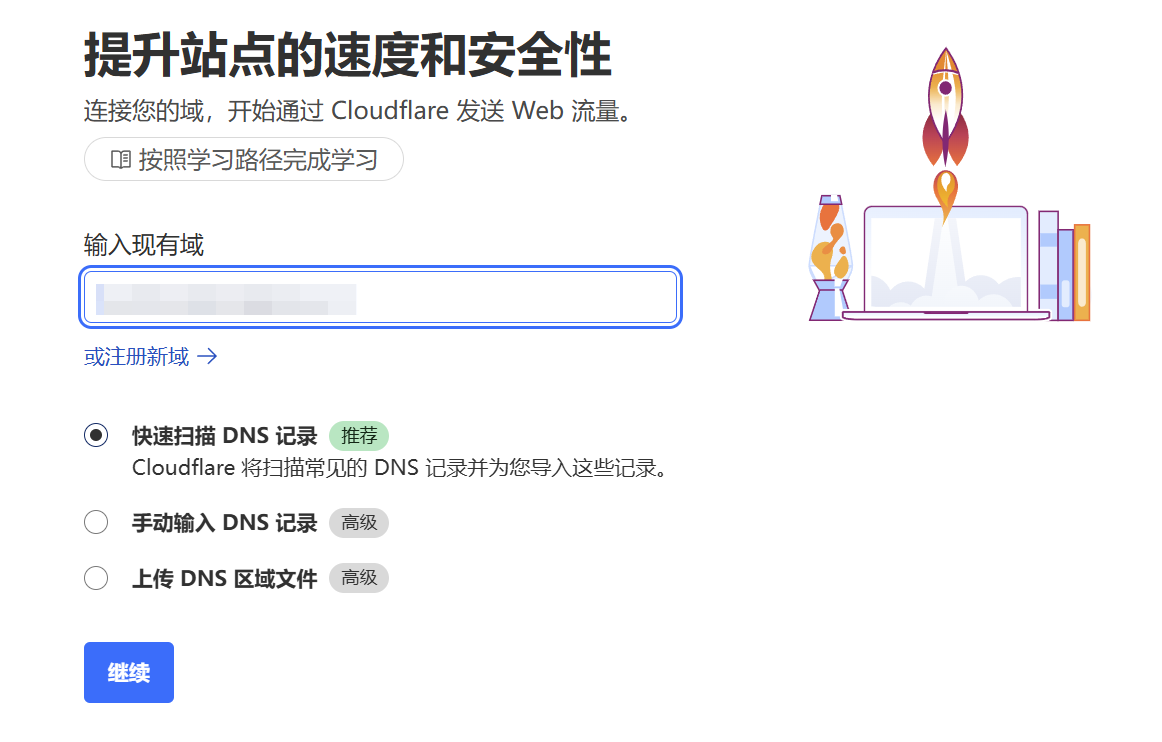 提升站点的速度和安全性
连接您的域，开始通过 Cloudflare 发送 Web 流量。
按照学习路径完成学习
输入现有域
或注册新域 →
快速扫描 DNS 记录 推荐
Cloudflare 将扫描常见的 DNS 记录并为您导入这些记录。
手动输入 DNS 记录 高级
上传 DNS 区域文件 高级
继续